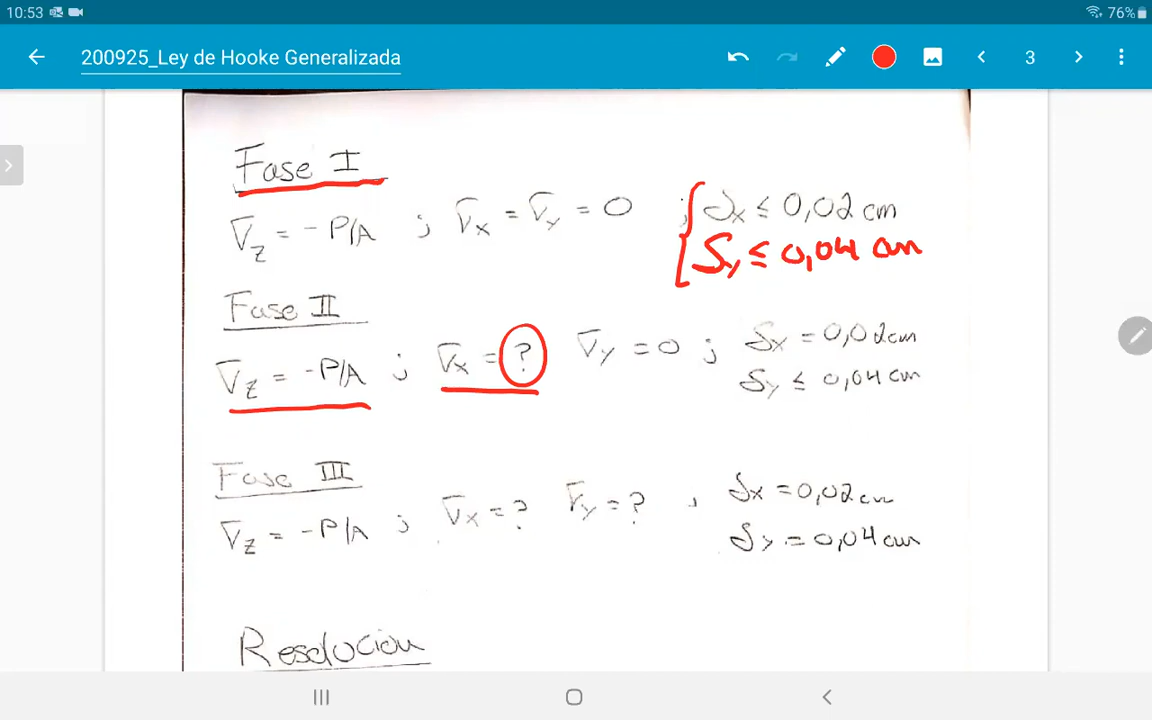 10:53
76%
200925_Ley de Hooke Generalizada
3
Fase I
σz = -P/A ; σx = σy = 0 ; δx ≤ 0,02 cm
δy ≤ 0,04 cm
Fase II
σz = -P/A ; σx = ? σy = 0 ; δx = 0,02 cm
δy ≤ 0,04 cm
Fase III
σz = -P/A ; σx = ? σy = ? , δx = 0,02 cm
δy = 0,04 cm
Resolución